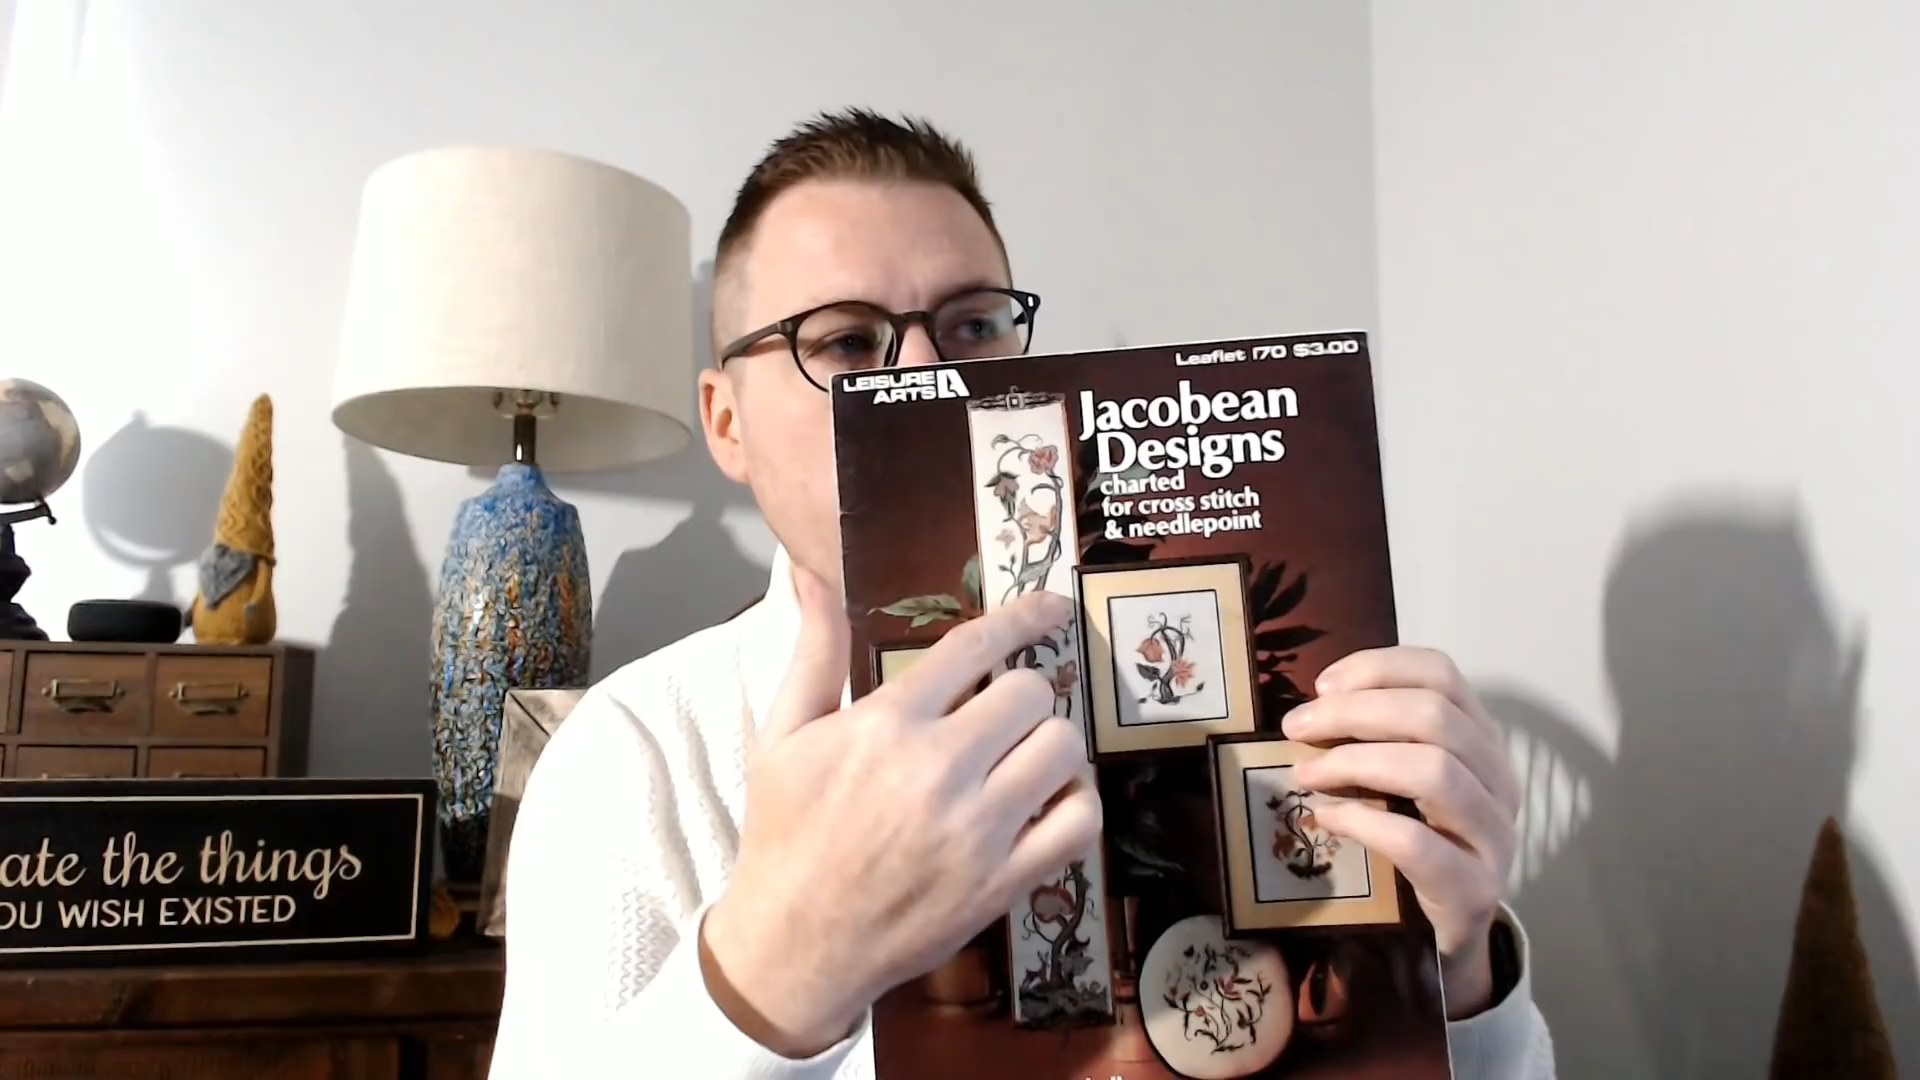 Leaflet 170 $3.00
LEISURE
ARTS
Jacobean
Designs
charted
for cross stitch
& needlepoint
ate the things
OU WISH EXISTED